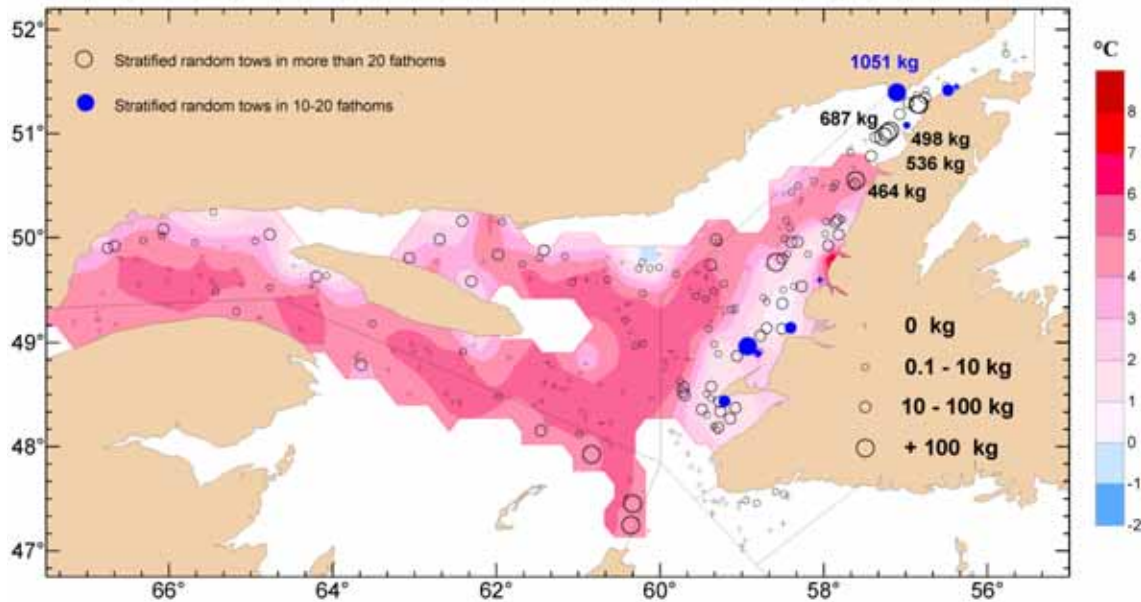 52°
51°
50°
49°
48°
47°
Stratified random tows in more than 20 fathoms
Stratified random tows in 10-20 fathoms
1051 kg
687 kg
498 kg
536 kg
464 kg
0 kg
0.1 - 10 kg
10 - 100 kg
+ 100 kg
°C
8
7
6
5
4
3
2
1
0
-1
-2
66°
64°
62°
60°
58°
56°